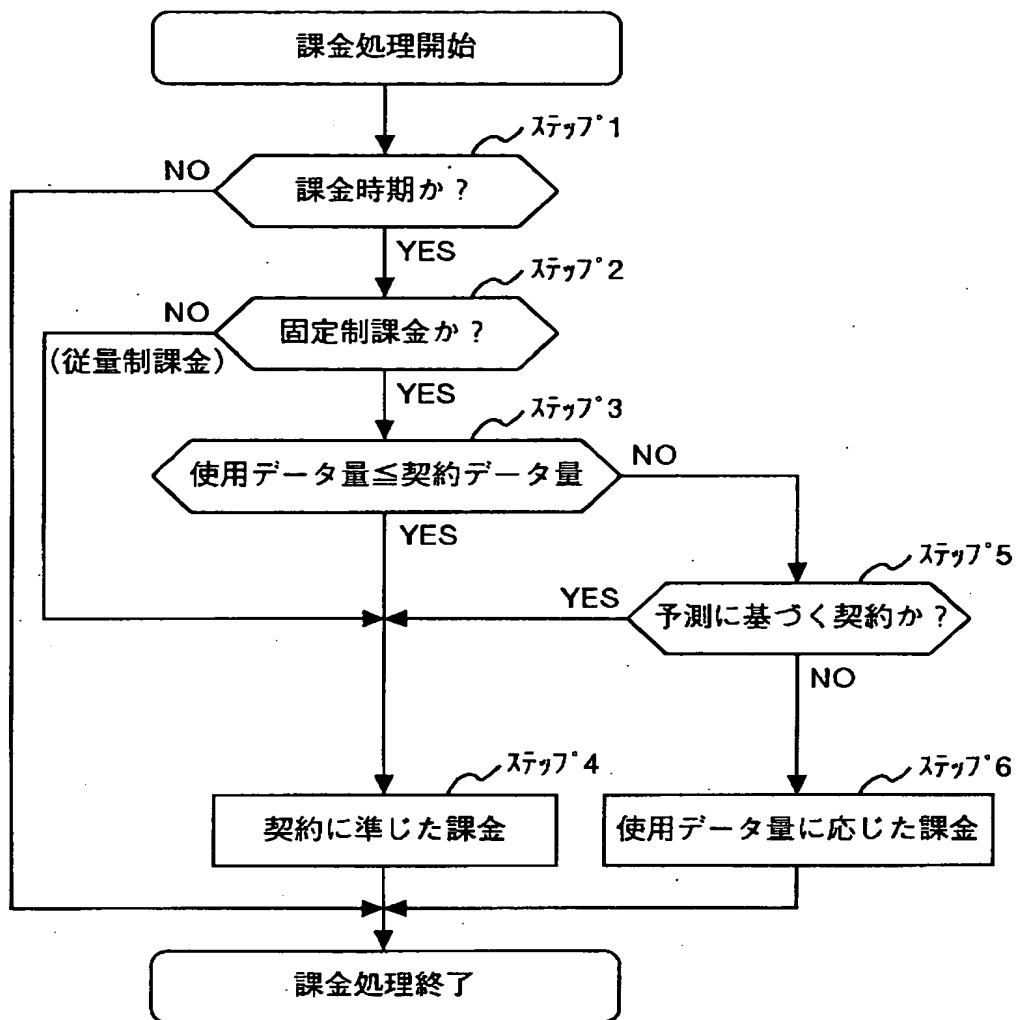 課金処理開始
ステップ1
NO
課金時期か?
YES
ステップ2
NO
固定制課金か?
(従量制課金)
YES
ステップ3
使用データ量≦契約データ量
NO
YES
ステップ5
YES
予測に基づく契約か?
NO
ステップ4
ステップ6
契約に準じた課金
使用データ量に応じた課金
課金処理終了